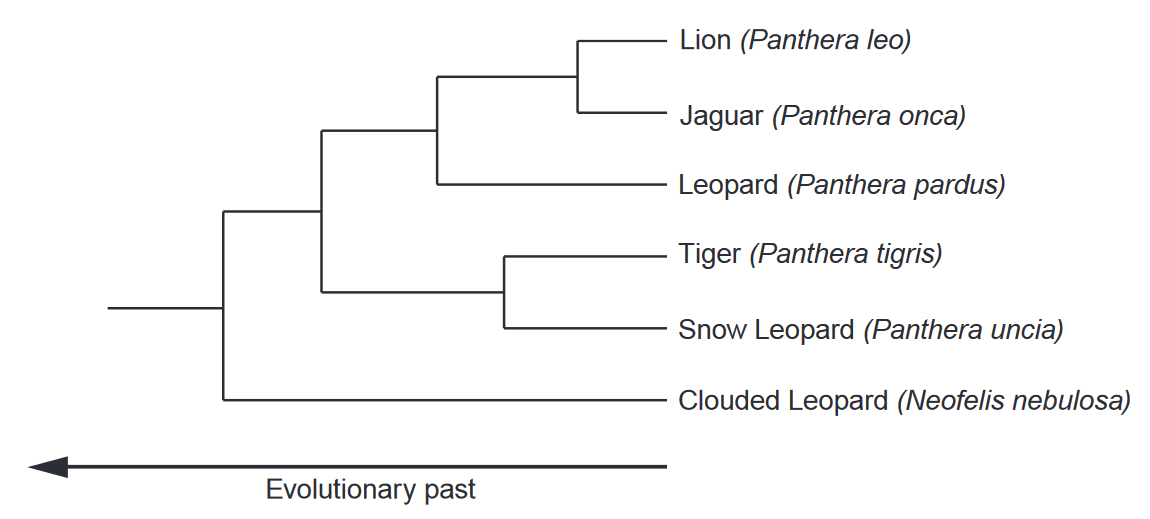 Lion (Panthera leo)
Jaguar (Panthera onca)
Leopard (Panthera pardus)
Tiger (Panthera tigris)
Snow Leopard (Panthera uncia)
Clouded Leopard (Neofelis nebulosa)
Evolutionary past